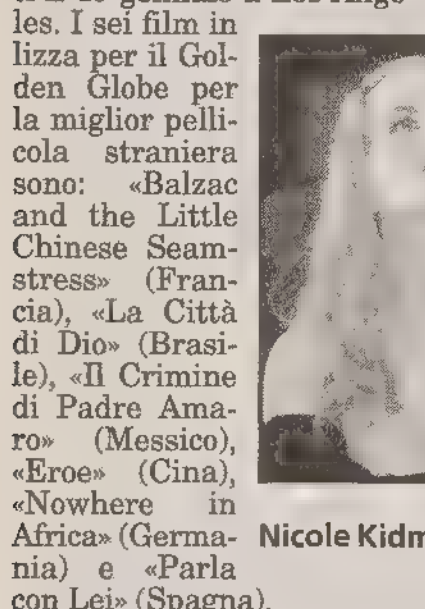 les. I sei film in
lizza per il Gol-
den Globe per
la miglior pelli-
cola straniera
sono: «Balzac
and the Little
Chinese Seam-
stress» (Fran-
cia), «La Città
di Dio» (Brasi-
le), «Il Crimine
di Padre Ama-
ro» (Messico),
«Eroe» (Cina),
«Nowhere in
Africa» (Germa-
nia) e «Parla
con Lei» (Spagna).
Nicole Kidm